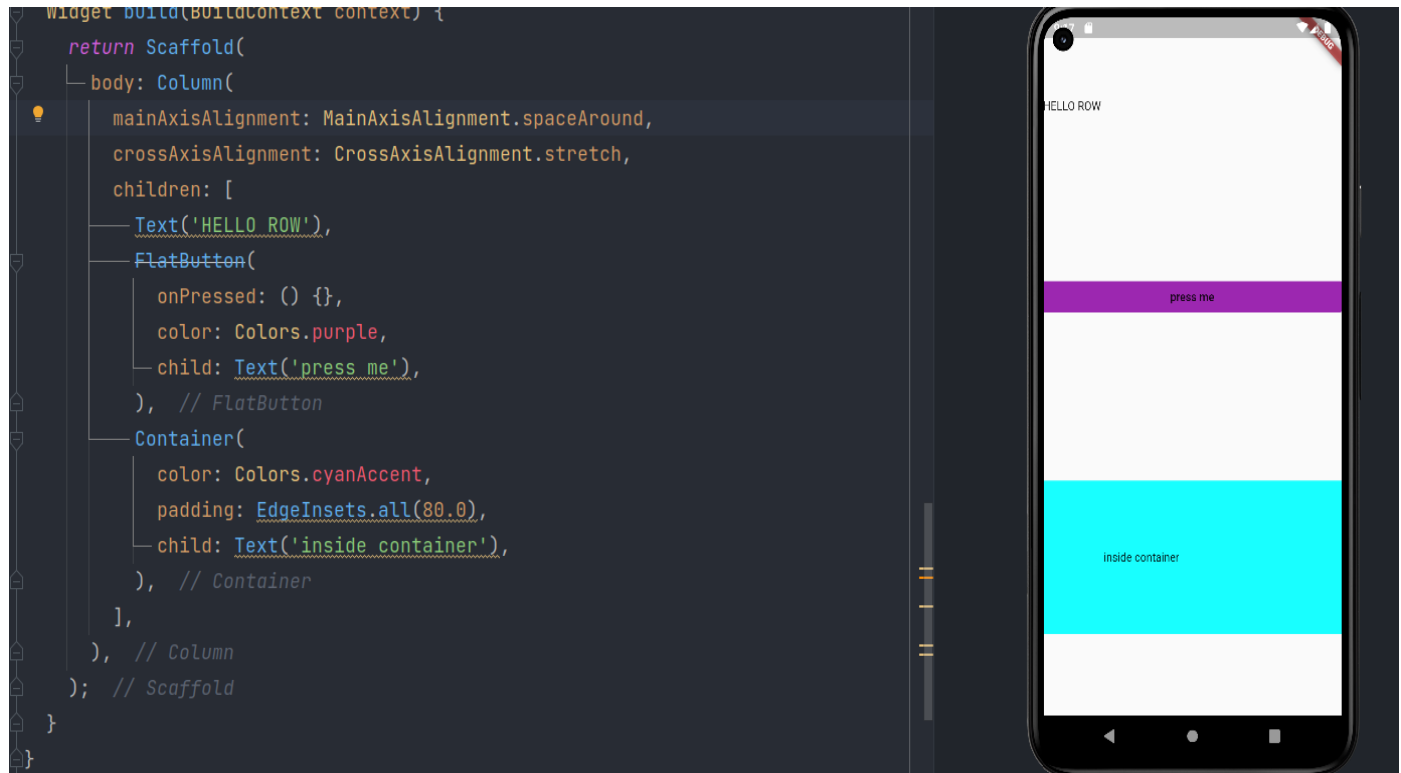 Widget build(BuildContext context) {
return Scaffold(
body: Column(
mainAxisAlignment: MainAxisAlignment.spaceAround,
crossAxisAlignment: CrossAxisAlignment.stretch,
children: [
Text('HELLO ROW'),
FlatButton(
onPressed: () {},
color: Colors.purple,
child: Text('press me'),
), // FlatButton
Container(
color: Colors.cyanAccent,
padding: EdgeInsets.all(80.0),
child: Text('inside container'),
), // Container
],
), // Column
); // Scaffold
}
}
DEBUG
HELLO ROW
press me
inside container